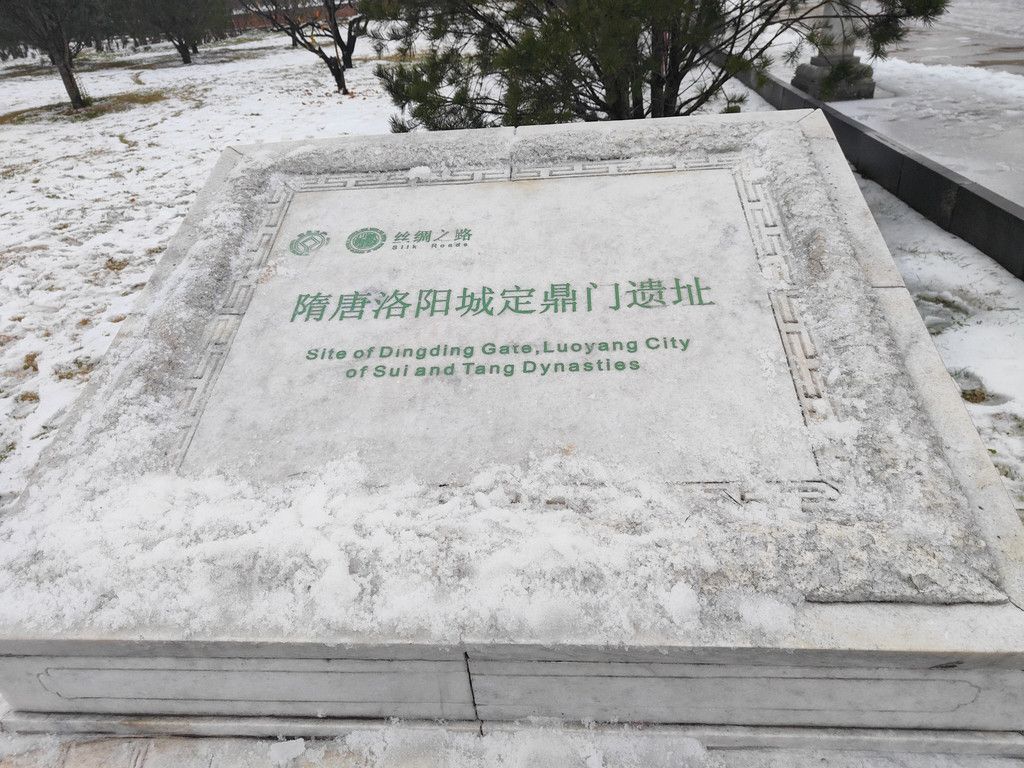 丝绸之路
Silk Roads
隋唐洛阳城定鼎门遗址
Site of Dingding Gate,Luoyang City
of Sui and Tang Dynasties